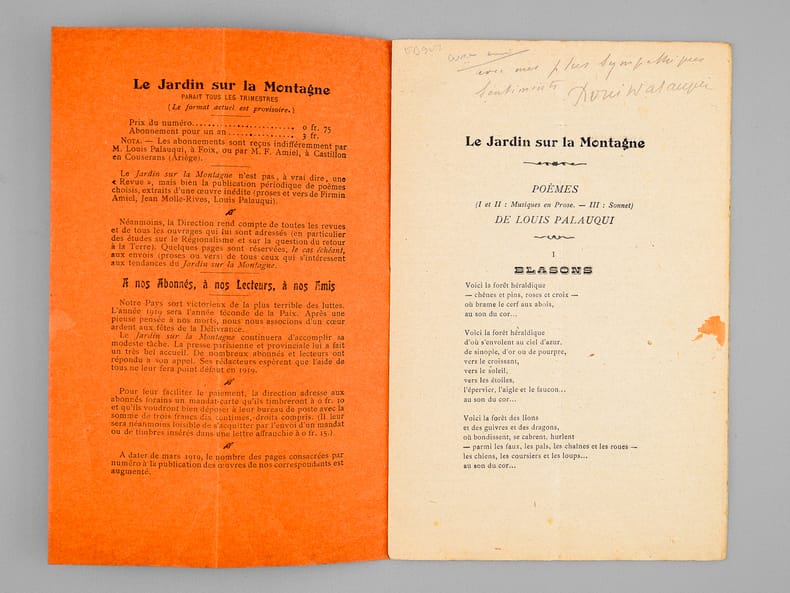 Le Jardin sur la Montagne
PARAIT TOUS LES TRIMESTRES
(Le format actuel est provisoire.)
Prix du numéro........................ 0 fr. 75
Abonnement pour un an............. 3 fr.
NOTA. — Les abonnements sont reçus indifféremment par
M. Louis Palauqui, à Foix, ou par M. F. Amiel, à Castillon
en Couserans (Ariège).
Le Jardin sur la Montagne n'est pas, à vrai dire, une
« Revue », mais bien la publication périodique de poèmes
choisis, extraits d'une œuvre inédite (proses et vers de Firmin
Amiel, Jean Molle-Rives, Louis Palauqui).
Néanmoins, la Direction rend compte de toutes les revues
et de tous les ouvrages qui lui sont adressés (en particulier
des études sur le Régionalisme et sur la question du retour
à la Terre). Quelques pages sont réservées, le cas échéant,
aux envois (proses ou vers) de tous ceux qui s'intéressent
aux tendances du Jardin sur la Montagne.
A nos Abonnés, à nos Lecteurs, à nos Amis
Notre Pays sort victorieux de la plus terrible des luttes.
L'année 1919 sera l'année féconde de la Paix. Après une
pieuse pensée à nos morts, nous nous associons d'un cœur
ardent aux fêtes de la Délivrance.
Le Jardin sur la Montagne continuera d'accomplir sa
modeste tâche. La presse parisienne et provinciale lui a fait
un très bel accueil. De nombreux abonnés et lecteurs ont
répondu à son appel. Ses rédacteurs espèrent que l'aide de
tous ne leur fera point défaut en 1919.
Pour leur faciliter le paiement, la direction adresse aux
abonnés forains un mandat-carte qu'ils timbreront à 0 fr. 10
et qu'ils voudront bien déposer à leur bureau de poste avec la
somme de trois francs dix centimes, droits compris. (Il leur
sera néanmoins loisible de s'acquitter par l'envoi d'un mandat
ou de timbres insérés dans une lettre affranchie à 0 fr. 15.)
A dater de mars 1919, le nombre des pages consacrées par
numéro à la publication des œuvres de nos correspondents est
augmenté.
avec mes plus sympathiques
sentiments
Le Jardin sur la Montagne
POÈMES
(I et II : Musiques en Prose. — III : Sonnet)
DE LOUIS PALAUQUI
I
BLASONS
Voici la forêt héraldique
— chênes et pins, roses et croix —
où brame le cerf aux abois,
au son du cor...
Voici la forêt héraldique
d'où s'envolent au ciel d'azur,
de sinople, d'or ou de pourpre,
vers le croissant,
vers le soleil,
vers les étoiles,
l'épervier, l'aigle et le faucon...
au son du cor...
Voici la forêt des lions
et des guivres et des dragons,
où bondissent, se cabrent, hurlent
— parmi les faux, les pals, les chaînes et les roues —
les chiens, les coursiers et les loups...
au son du cor...